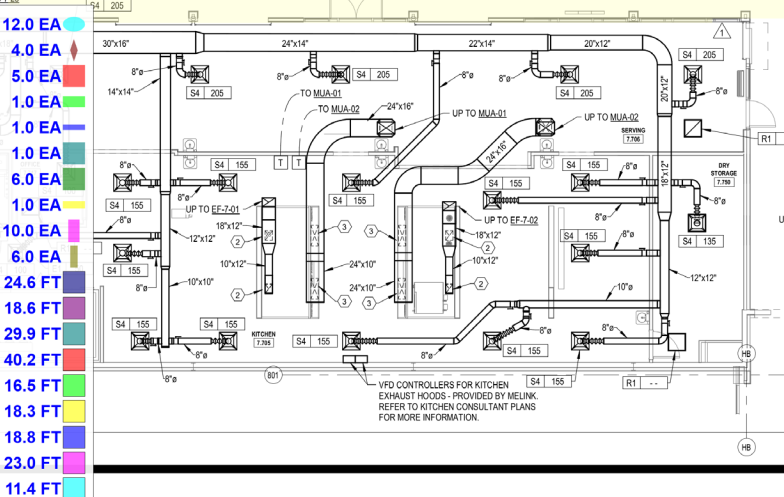 S4 205
12.0 EA
4.0 EA
5.0 EA
1.0 EA
1.0 EA
1.0 EA
6.0 EA
1.0 EA
10.0 EA
6.0 EA
24.6 FT
18.6 FT
29.9 FT
40.2 FT
16.5 FT
18.3 FT
18.8 FT
23.0 FT
11.4 FT
30"x16"
24"x14"
22"x14"
20"x12"
1
8"ø
8"ø
8"ø
8"ø
S4 205
14"x14"
S4 205
S4 205
S4 205
20"x12"
8"ø
TO MUA-01
TO MUA-02
24"x16"
UP TO MUA-01
UP TO MUA-02
SERVING
7.706
R1
24"x16"
T T
8"ø
S4 155
S4 155
S4 155
8"ø
8"ø
18"x12"
DRY
STORAGE
7.750
8"ø
S4 155
8"ø
S4 135
UP TO EF-7-01
UP TO EF-7-02
8"ø
12"x12"
18"x12"
2
3
3
18"x12"
2
S4 155
8"ø
S4 155
8"ø
10"x12"
24"x10"
10"x12"
10"x10"
2
3
24"x10"
3
2
12"x12"
10"ø
S4 155
S4 155
KITCHEN
7.705
S4 155
8"ø
8"ø
8"ø
8"ø
8"ø
S4 155
S4 155
R1 --
HB
801
VFD CONTROLLERS FOR KITCHEN
EXHAUST HOODS - PROVIDED BY MELINK.
REFER TO KITCHEN CONSULTANT PLANS
FOR MORE INFORMATION.
HB